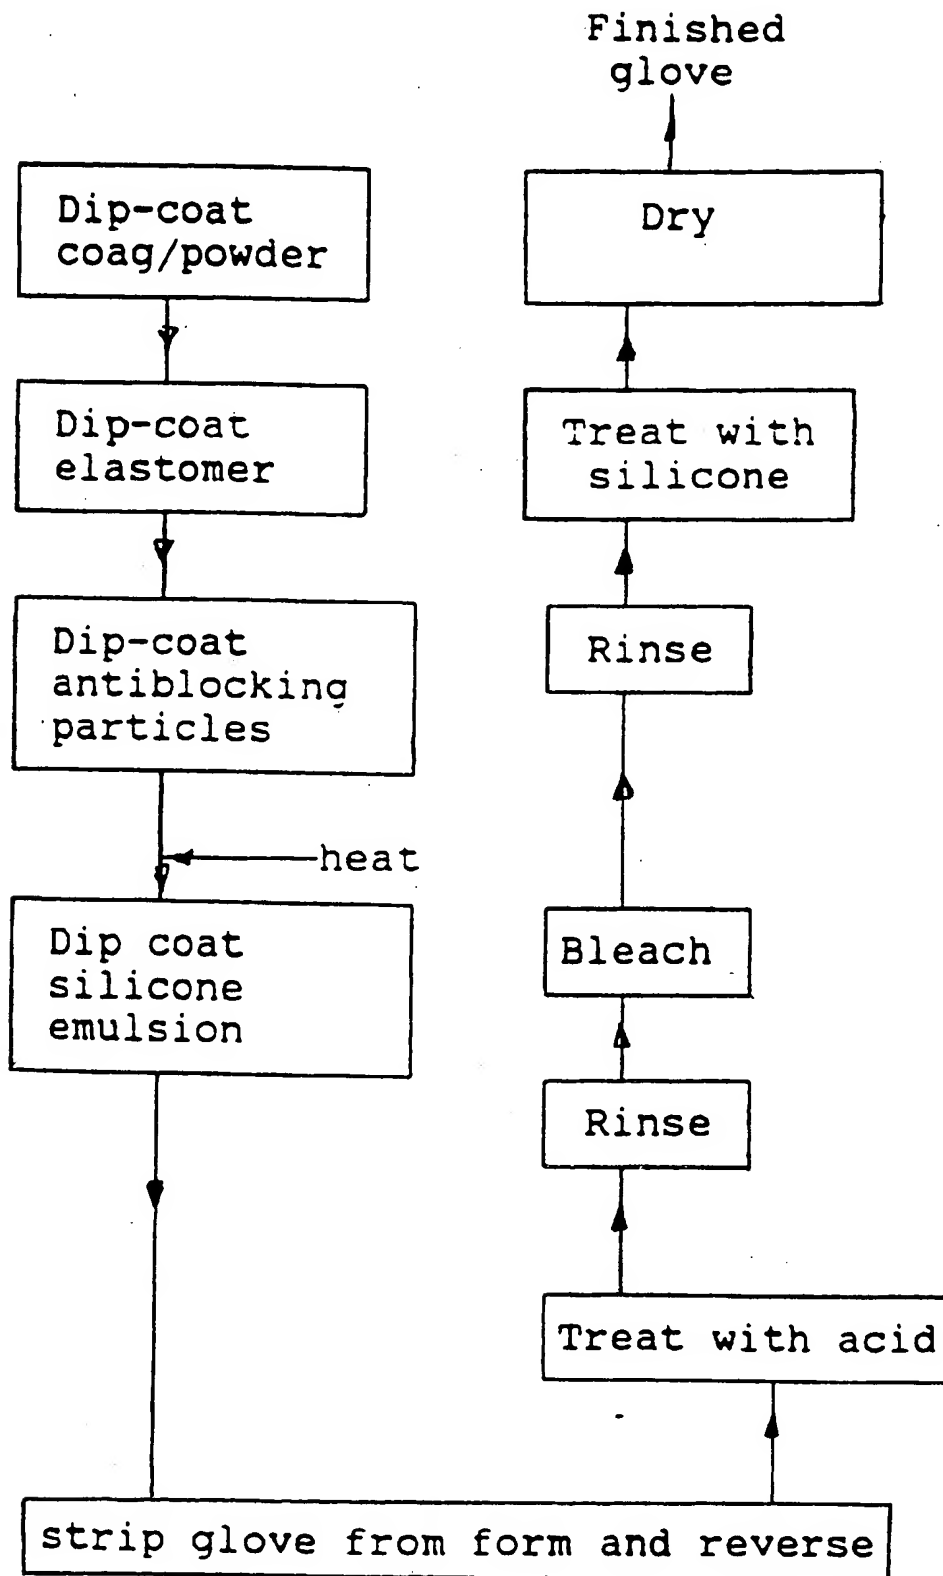 Dip-coat
coag/powder
Dip-coat
elastomer
Dip-coat
antiblocking
particles
heat
Dip coat
silicone
emulsion
strip glove from form and reverse
Treat with acid
Rinse
Bleach
Rinse
Treat with
silicone
Dry
Finished
glove